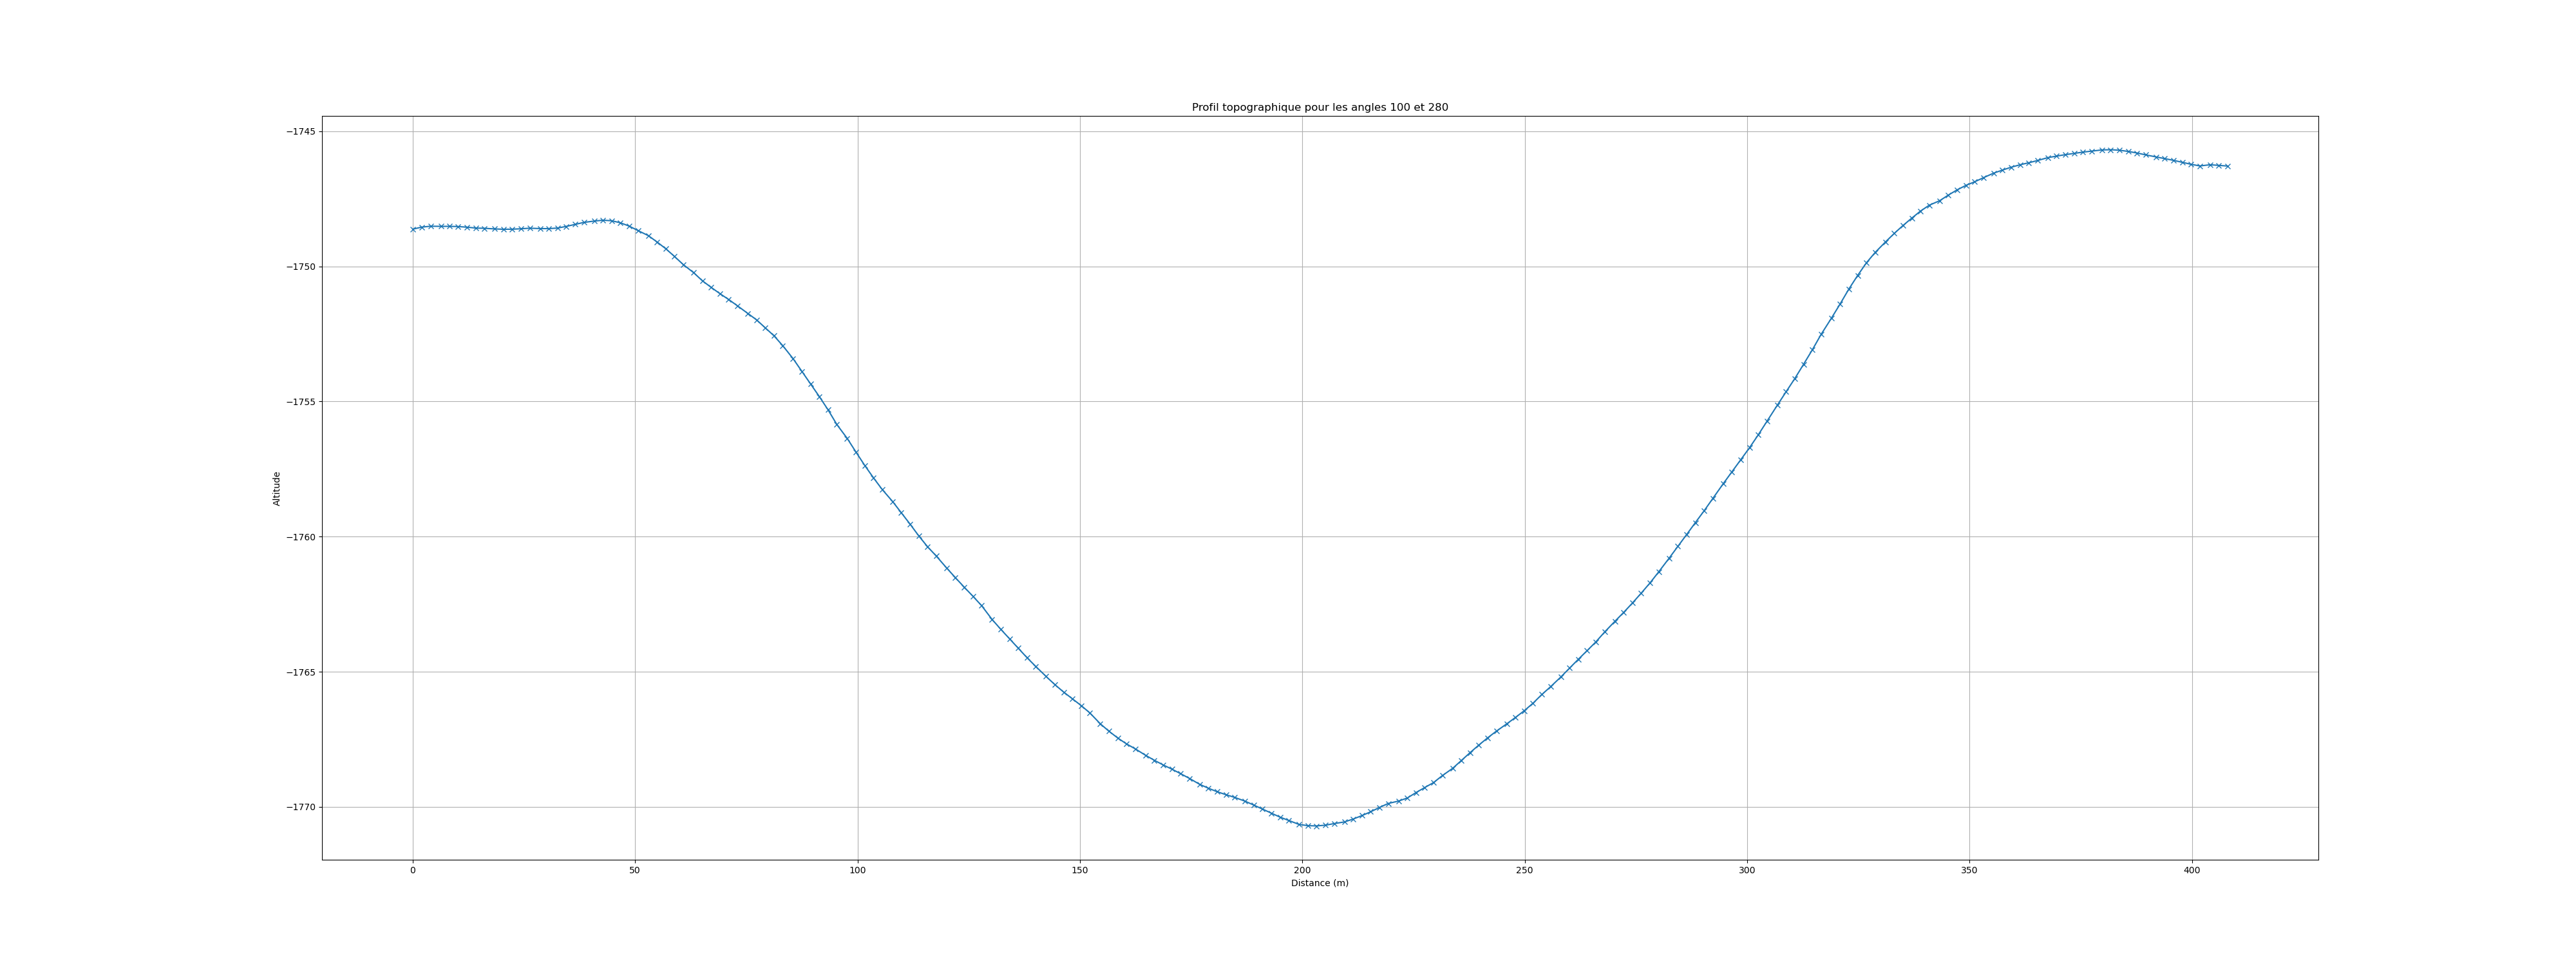 Profil topographique pour les angles 100 et 280
−1745
−1750
−1755
−1760
−1765
−1770
Altitude
0 50 100 150 200 250 300 350 400
Distance (m)